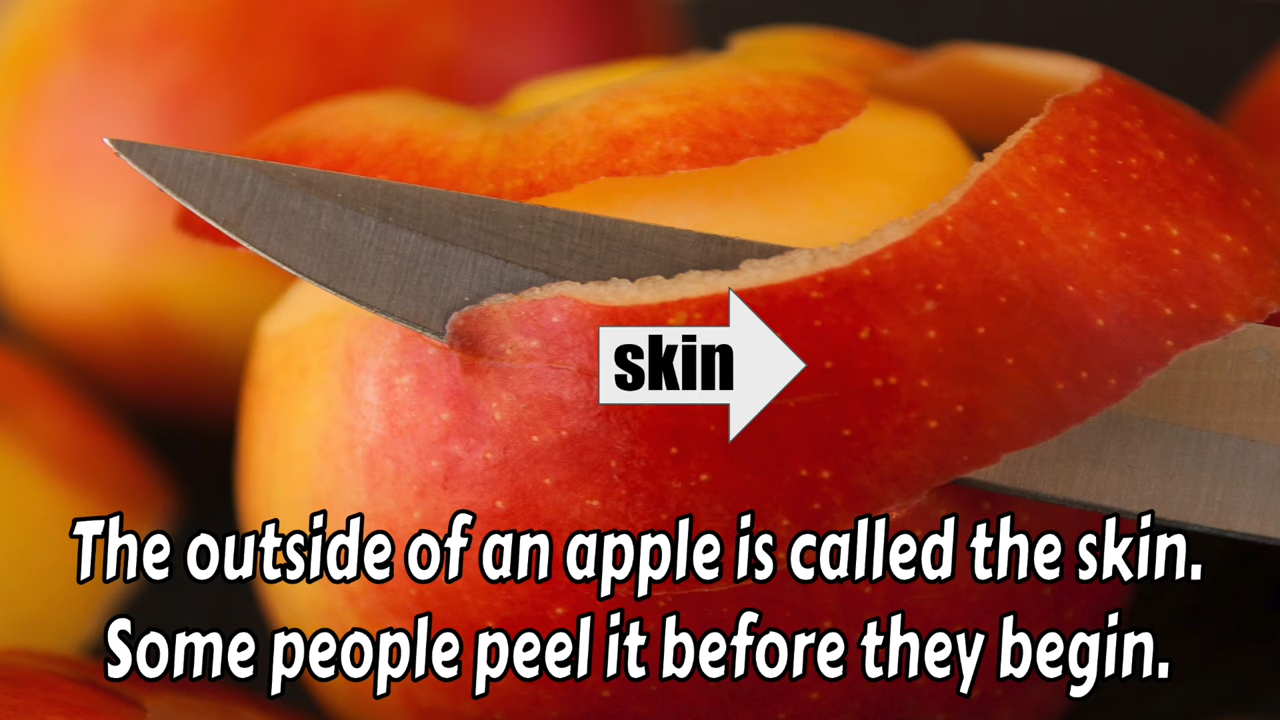 skin
The outside of an apple is called the skin.
Some people peel it before they begin.